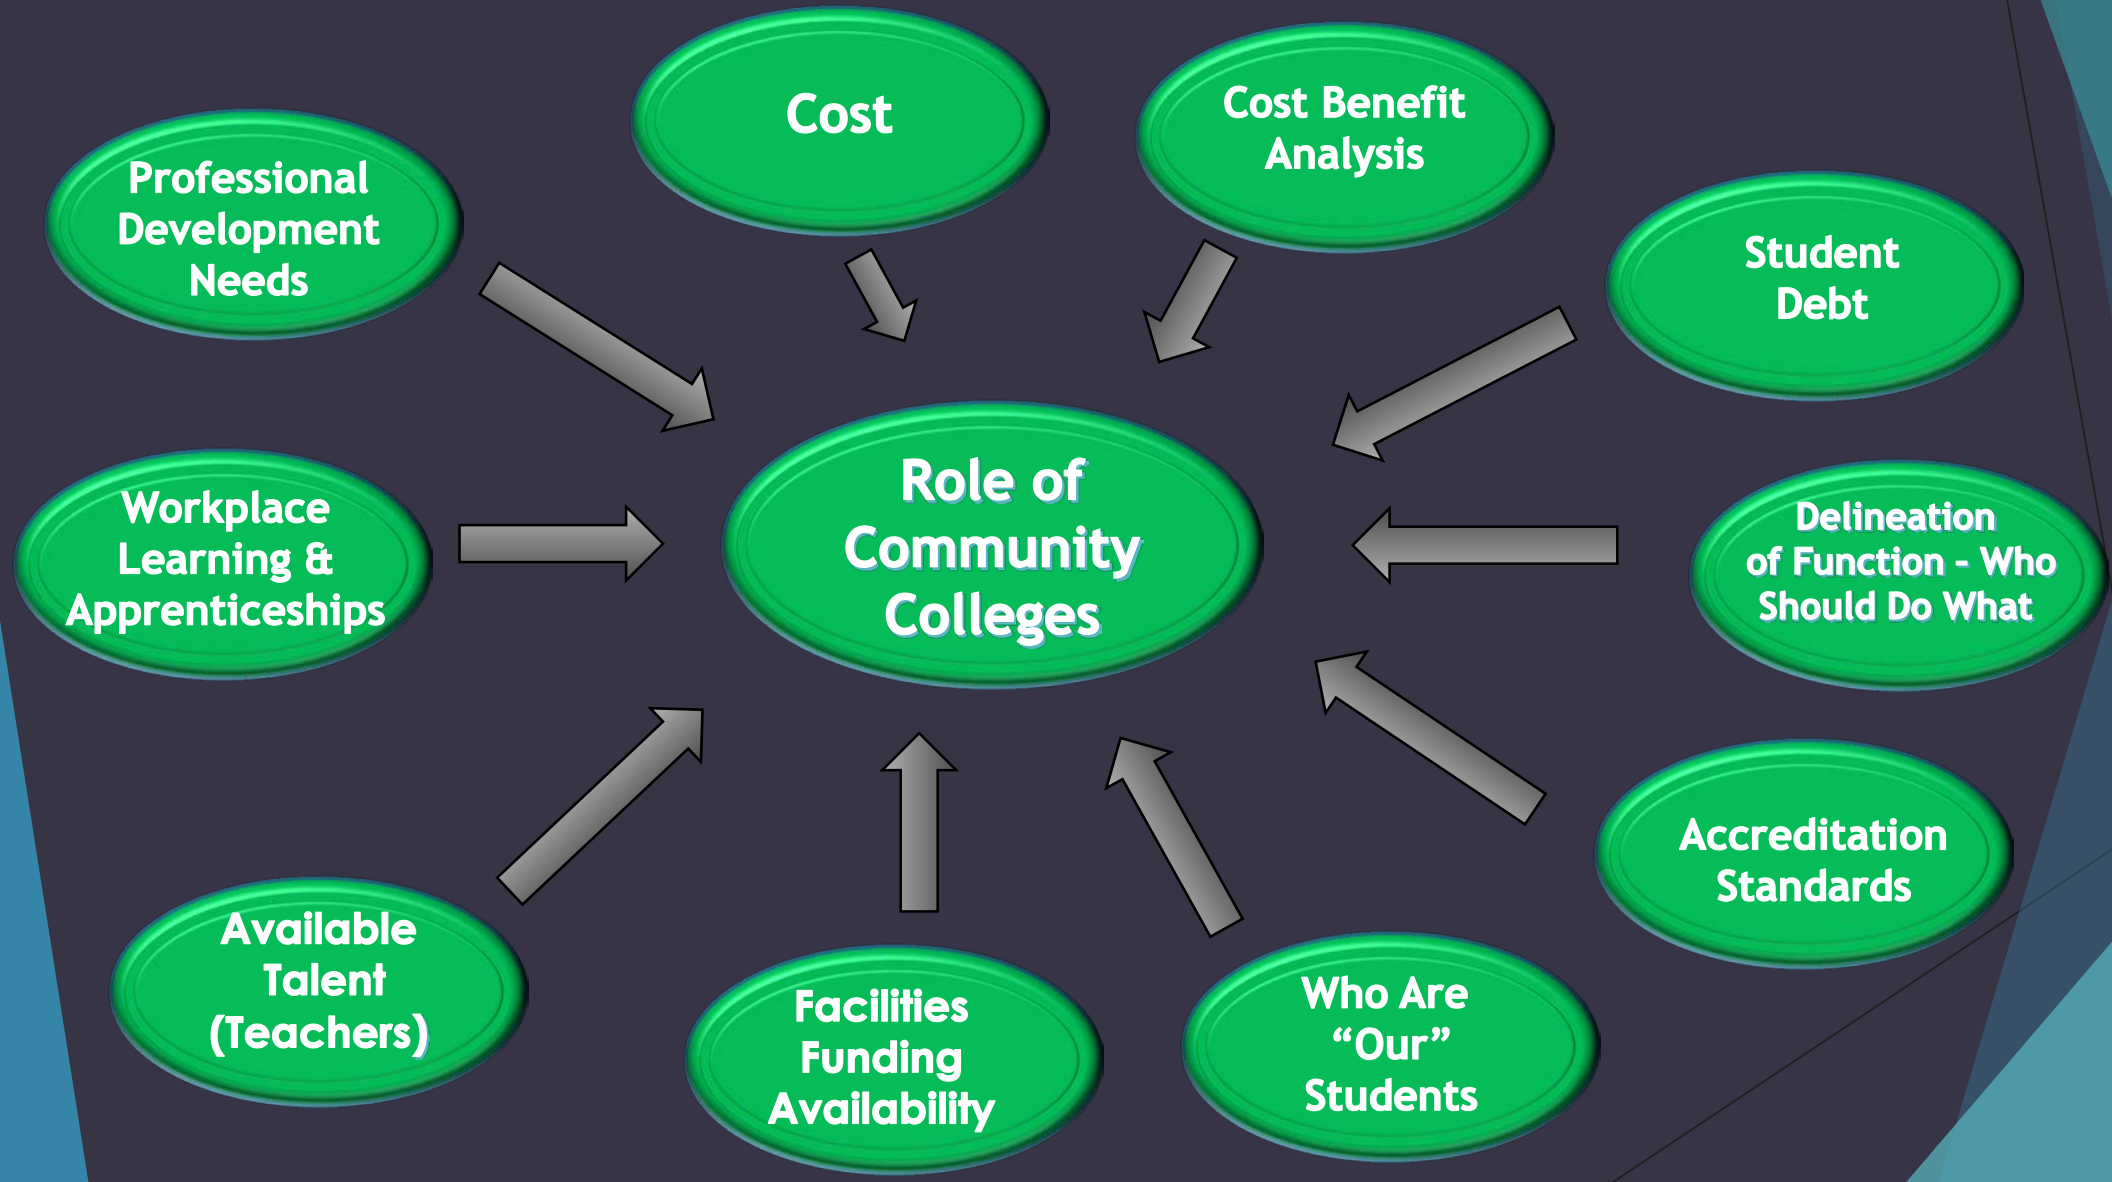 Cost
Cost Benefit
Analysis
Professional
Development
Needs
Student
Debt
Role of
Community
Colleges
Workplace
Learning &
Apprenticeships
Delineation
of Function – Who
Should Do What
Accreditation
Standards
Available
Talent
(Teachers)
Facilities
Funding
Availability
Who Are
“Our”
Students